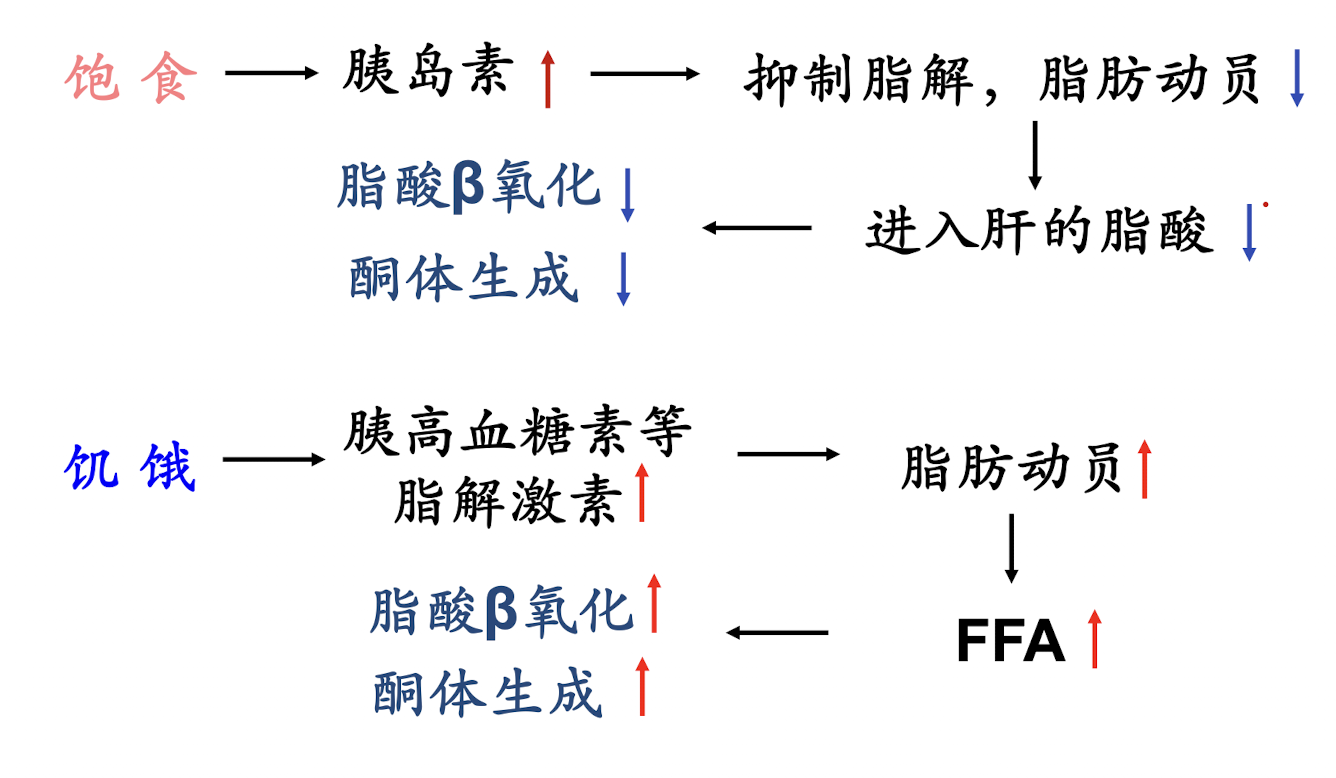 饱 食 → 胰岛素 ↑ → 抑制脂解，脂肪动员 ↓
↓
脂酸β氧化 ↓ ← 进入肝的脂酸 ↓
酮体生成 ↓
胰高血糖素等
饥 饿 → 脂解激素 ↑ → 脂肪动员 ↑
↓
脂酸β氧化 ↑ ← FFA ↑
酮体生成 ↑